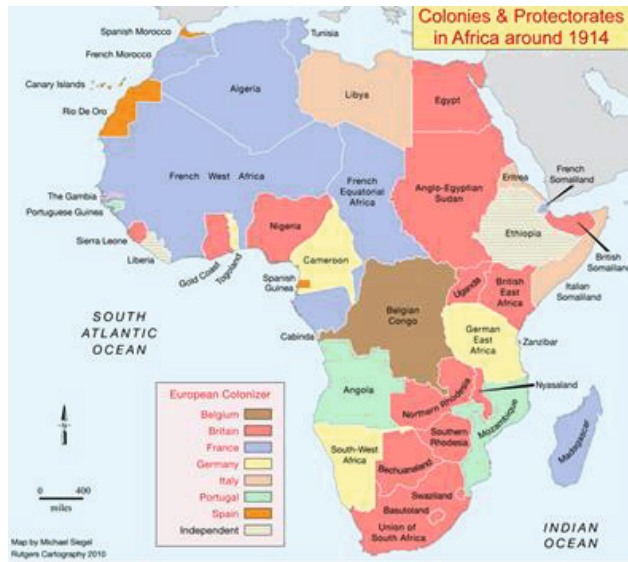 Colonies & Protectorates
in Africa around 1914
Spanish Morocco
French Morocco
Tunisia
Canary Islands
Rio De Oro
Algeria
Libya
Egypt
French West Africa
French
Equatorial
Africa
Anglo-Egyptian
Sudan
Eritrea
French
Somaliland
The Gambia
Portuguese Guinea
Nigeria
Ethiopia
Sierra Leone
Liberia
Gold Coast
Togoland
Cameroon
British
Somaliland
Spanish
Guinea
Uganda
British
East
Africa
Italian
Somaliland
SOUTH
ATLANTIC
OCEAN
Cabinda
Belgian
Congo
German
East
Africa
Zanzibar
Angola
Northern Rhodesia
Nyasaland
Mozambique
Madagascar
European Colonizer
Belgium
Britain
France
Germany
Italy
Portugal
Spain
Independent
South-West
Africa
Southern
Rhodesia
Bechuanaland
Swaziland
Basutoland
Union of
South Africa
0 400
miles
INDIAN
OCEAN
Map by Michael Siegel
Rutgers Cartography 2010